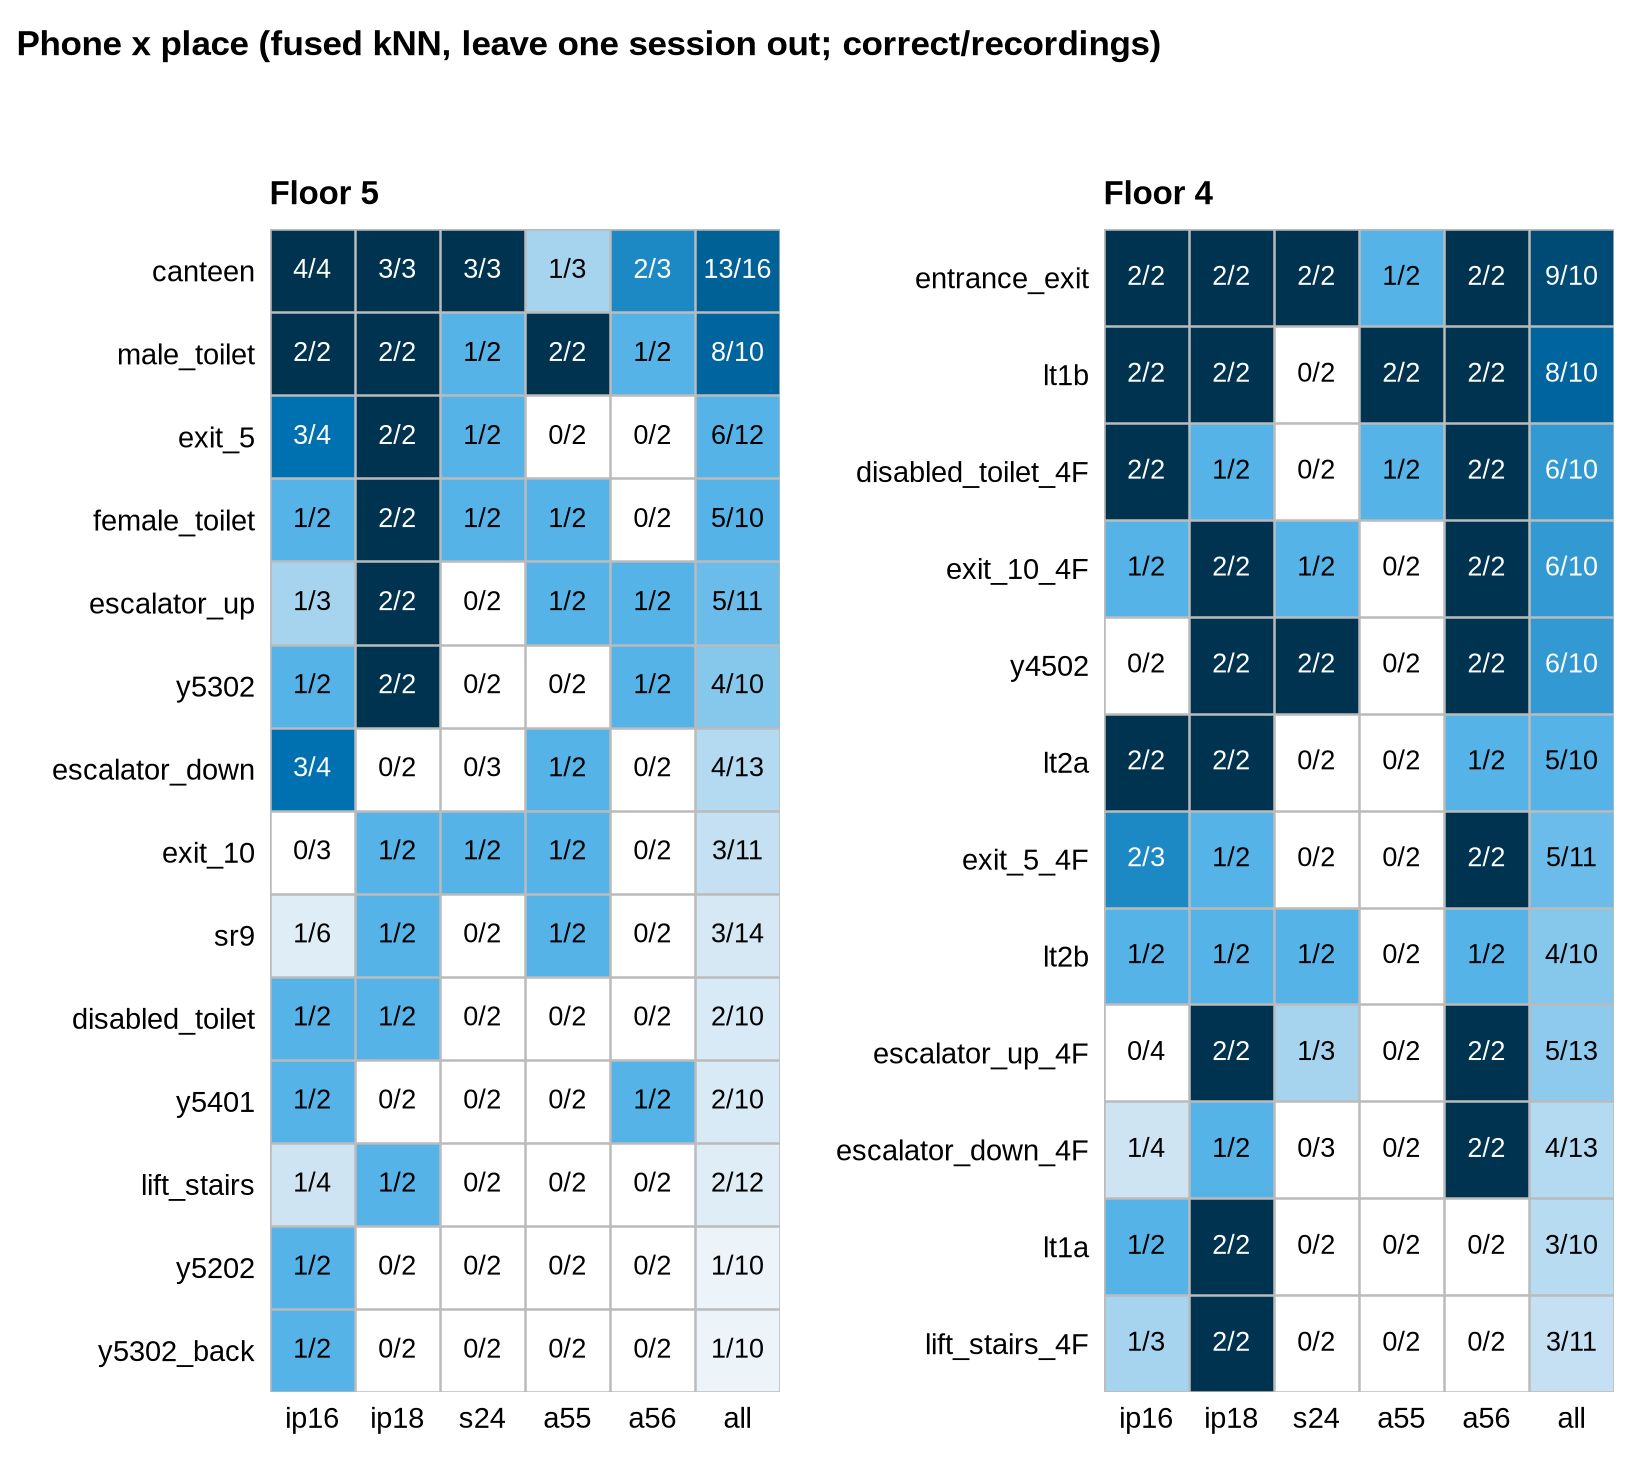 Phone x place (fused kNN, leave one session out; correct/recordings)
Floor 5
canteen 4/4 3/3 3/3 1/3 2/3 13/16
male_toilet 2/2 2/2 1/2 2/2 1/2 8/10
exit_5 3/4 2/2 1/2 0/2 0/2 6/12
female_toilet 1/2 2/2 1/2 1/2 0/2 5/10
escalator_up 1/3 2/2 0/2 1/2 1/2 5/11
y5302 1/2 2/2 0/2 0/2 1/2 4/10
escalator_down 3/4 0/2 0/3 1/2 0/2 4/13
exit_10 0/3 1/2 1/2 1/2 0/2 3/11
sr9 1/6 1/2 0/2 1/2 0/2 3/14
disabled_toilet 1/2 1/2 0/2 0/2 0/2 2/10
y5401 1/2 0/2 0/2 0/2 1/2 2/10
lift_stairs 1/4 1/2 0/2 0/2 0/2 2/12
y5202 1/2 0/2 0/2 0/2 0/2 1/10
y5302_back 1/2 0/2 0/2 0/2 0/2 1/10
ip16 ip18 s24 a55 a56 all
Floor 4
entrance_exit 2/2 2/2 2/2 1/2 2/2 9/10
lt1b 2/2 2/2 0/2 2/2 2/2 8/10
disabled_toilet_4F 2/2 1/2 0/2 1/2 2/2 6/10
exit_10_4F 1/2 2/2 1/2 0/2 2/2 6/10
y4502 0/2 2/2 2/2 0/2 2/2 6/10
lt2a 2/2 2/2 0/2 0/2 1/2 5/10
exit_5_4F 2/3 1/2 0/2 0/2 2/2 5/11
lt2b 1/2 1/2 1/2 0/2 1/2 4/10
escalator_up_4F 0/4 2/2 1/3 0/2 2/2 5/13
escalator_down_4F 1/4 1/2 0/3 0/2 2/2 4/13
lt1a 1/2 2/2 0/2 0/2 0/2 3/10
lift_stairs_4F 1/3 2/2 0/2 0/2 0/2 3/11
ip16 ip18 s24 a55 a56 all